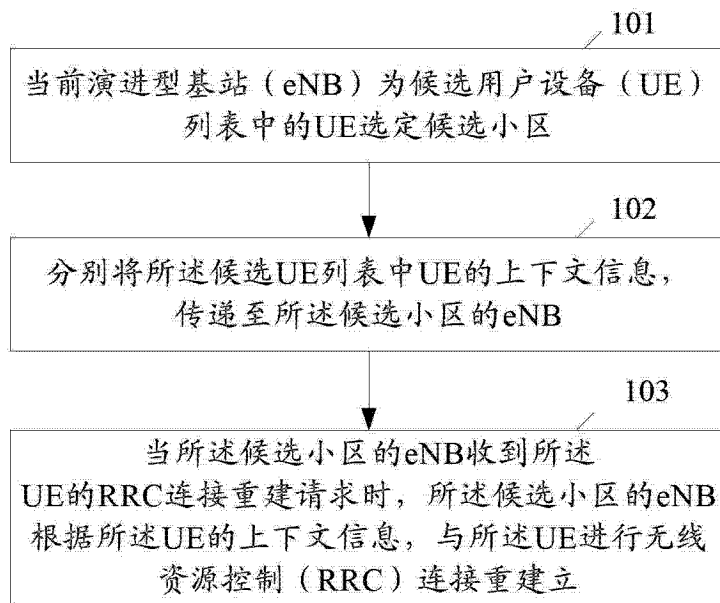 101
当前演进型基站(eNB)为候选用户设备(UE)
列表中的UE选定候选小区
102
分别将所述候选UE列表中UE的上下文信息，
传递至所述候选小区的eNB
103
当所述候选小区的eNB收到所述
UE的RRC连接重建请求时，所述候选小区的eNB
根据所述UE的上下文信息，与所述UE进行无线
资源控制(RRC)连接重建立